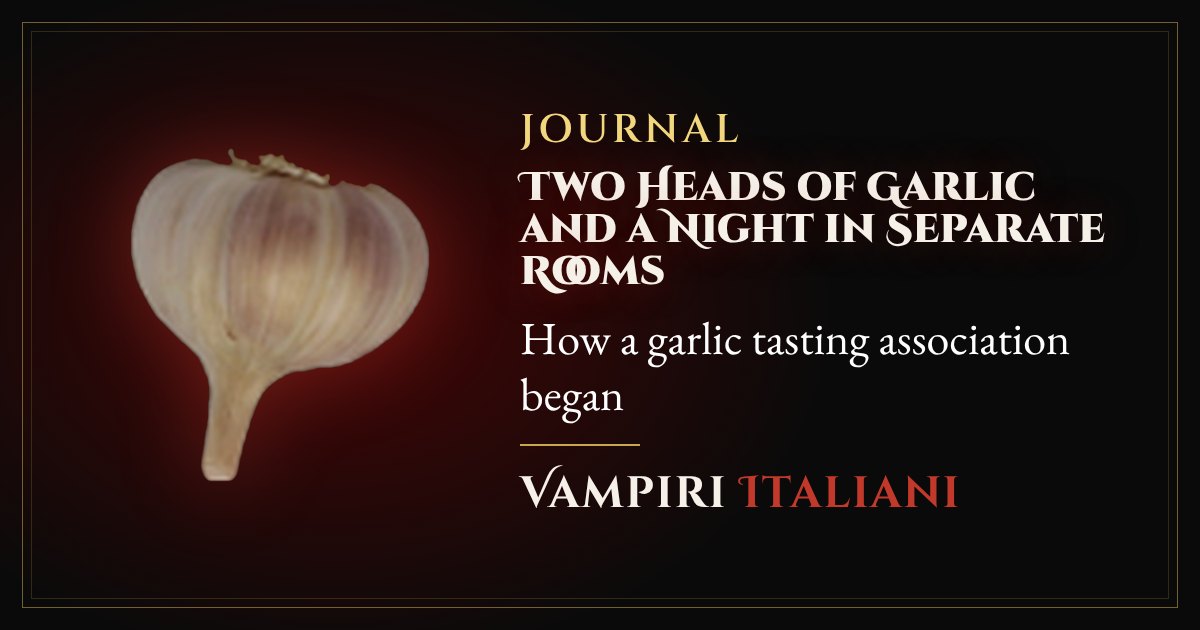 JOURNAL
Two Heads of Garlic
and a Night in Separate
Rooms
How a garlic tasting association
began
Vampiri Italiani